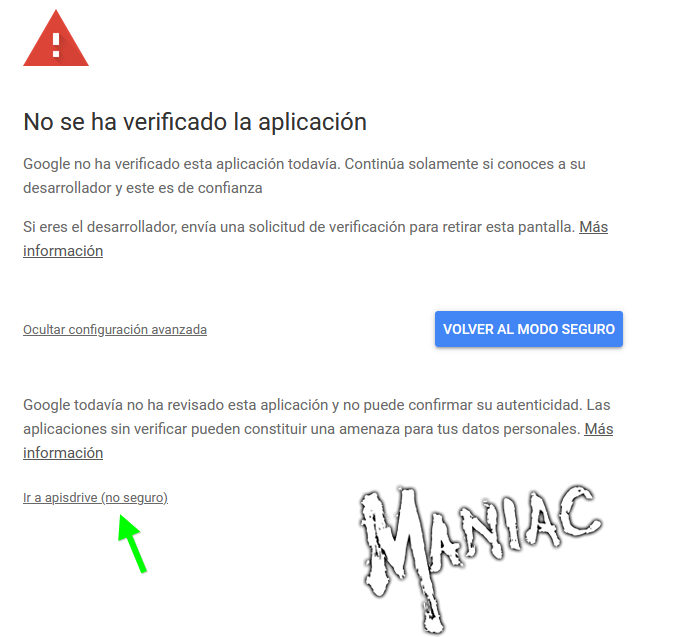 No se ha verificado la aplicación
Google no ha verificado esta aplicación todavía. Continúa solamente si conoces a su
desarrollador y este es de confianza
Si eres el desarrollador, envía una solicitud de verificación para retirar esta pantalla. Más
información
Ocultar configuración avanzada
VOLVER AL MODO SEGURO
Google todavía no ha revisado esta aplicación y no puede confirmar su autenticidad. Las
aplicaciones sin verificar pueden constituir una amenaza para tus datos personales. Más
información
Ir a apisdrive (no seguro)
MANIAC